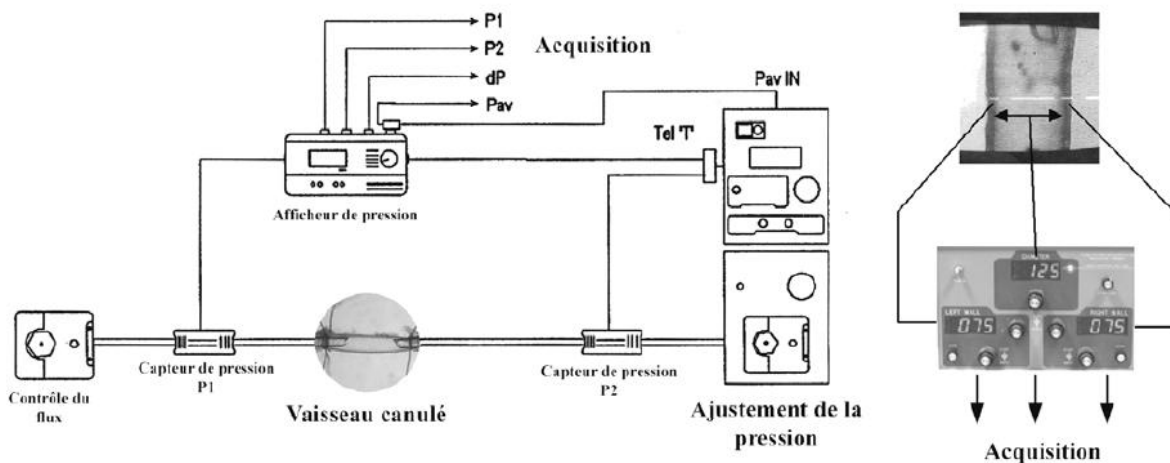 P1
P2
dP
Pav
Acquisition
Pav IN
Tel 'T'
Afficheur de pression
Capteur de pression
P1
Capteur de pression
P2
Contrôle du
flux
Vaisseau canulé
Ajustement de la
pression
125
LEFT WALL
075
RIGHT WALL
075
Acquisition